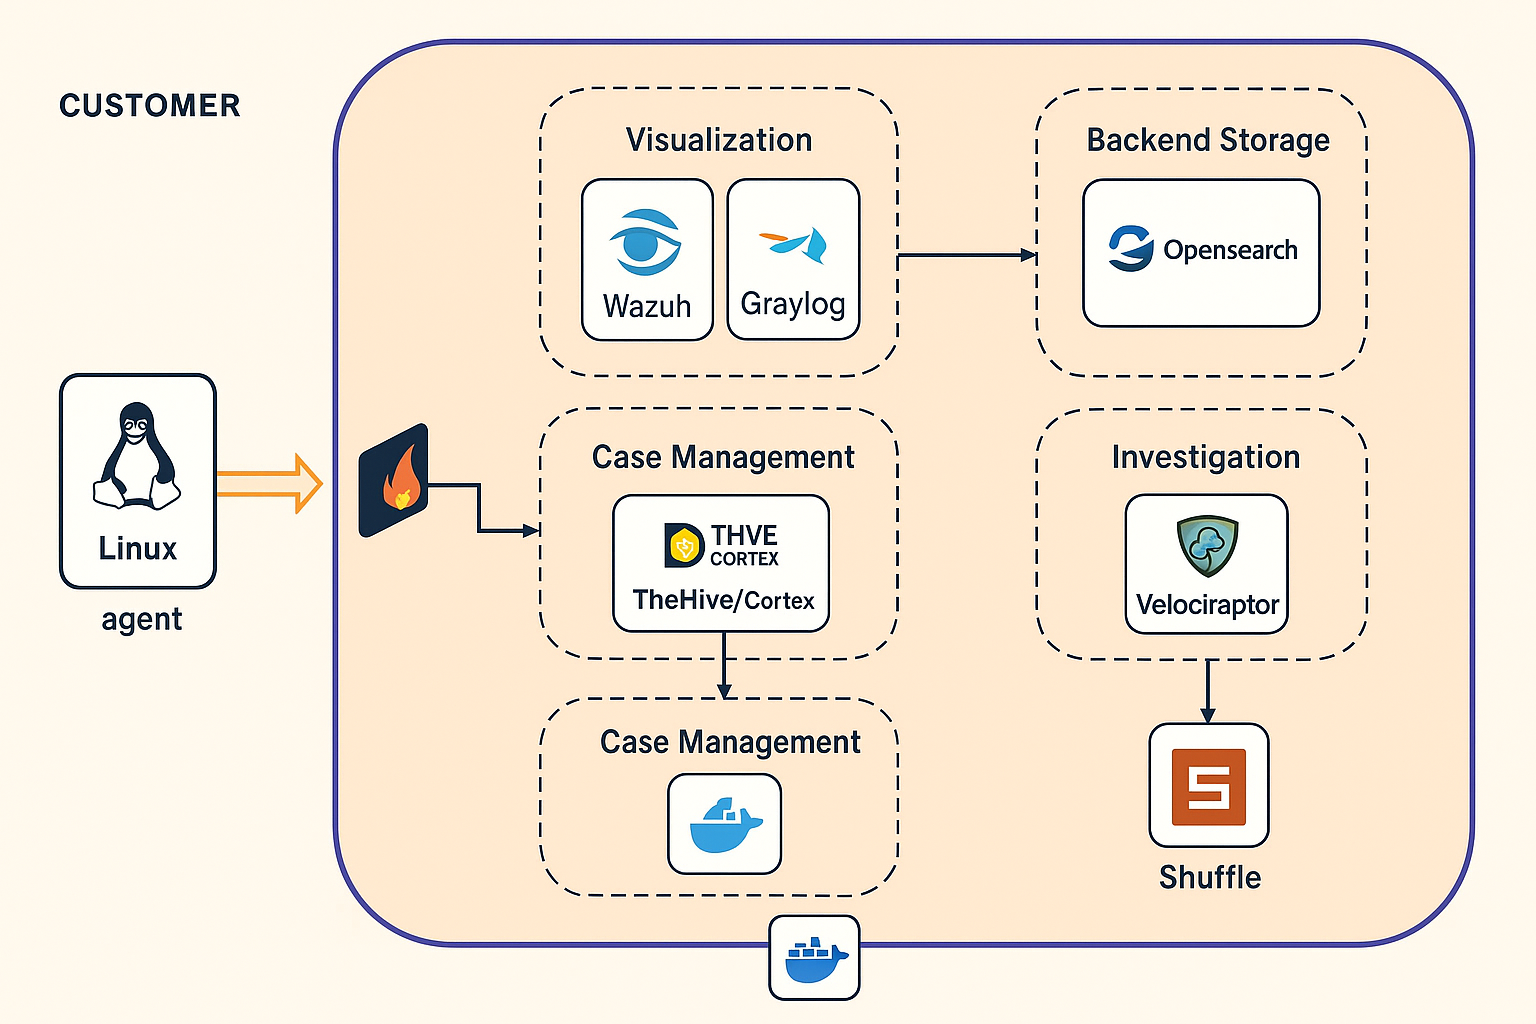 CUSTOMER
Linux
agent
Visualization
Wazuh
Graylog
Backend Storage
Opensearch
Case Management
THVE
CORTEX
TheHive/Cortex
Investigation
Velociraptor
Case Management
S
Shuffle